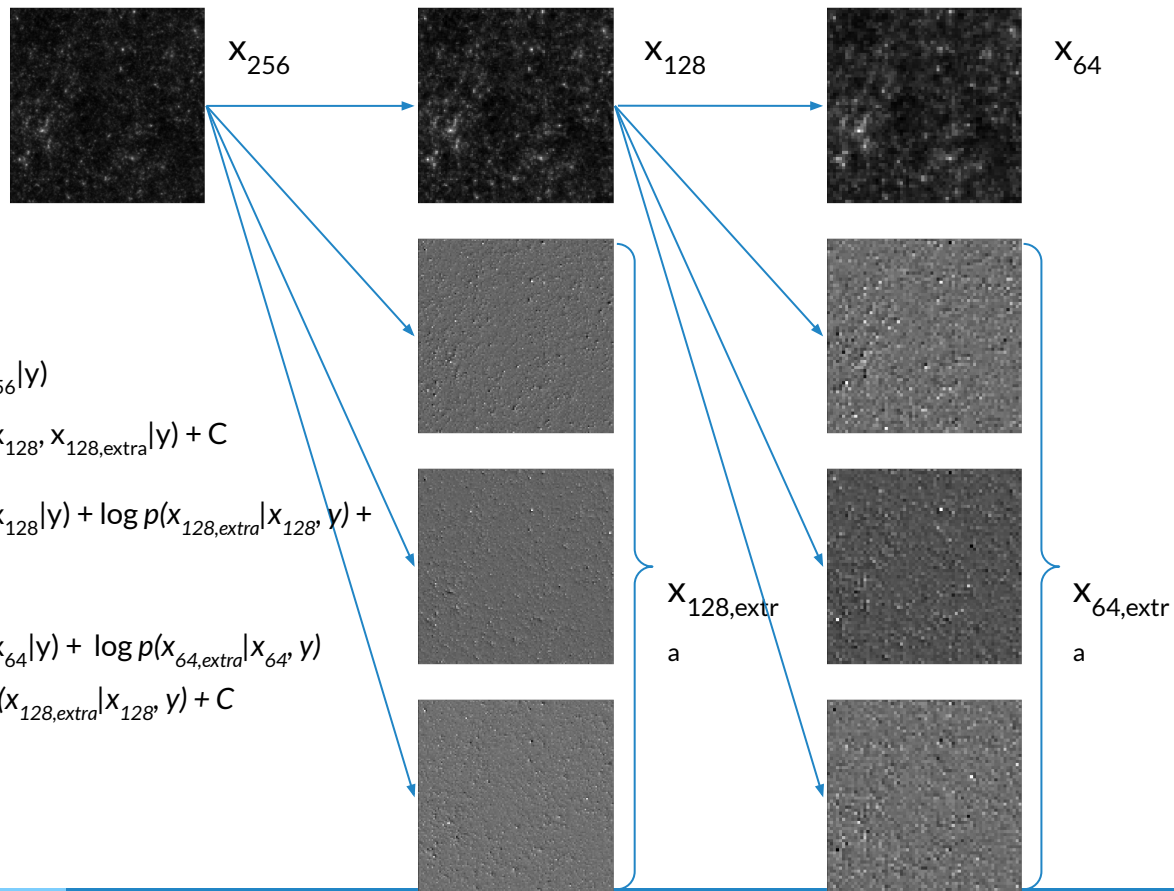 x₂₅₆
x₁₂₈
x₆₄
₅₆|y)
x₁₂₈, x₁₂₈,ₑₓₜᵣₐ|y) + C
x₁₂₈|y) + log p(x₁₂₈,ₑₓₜᵣₐ|x₁₂₈, y) +
x₆₄|y) + log p(x₆₄,ₑₓₜᵣₐ|x₆₄, y)
(x₁₂₈,ₑₓₜᵣₐ|x₁₂₈, y) + C
x₁₂₈,ₑₓₜᵣ
a
x₆₄,ₑₓₜᵣ
a